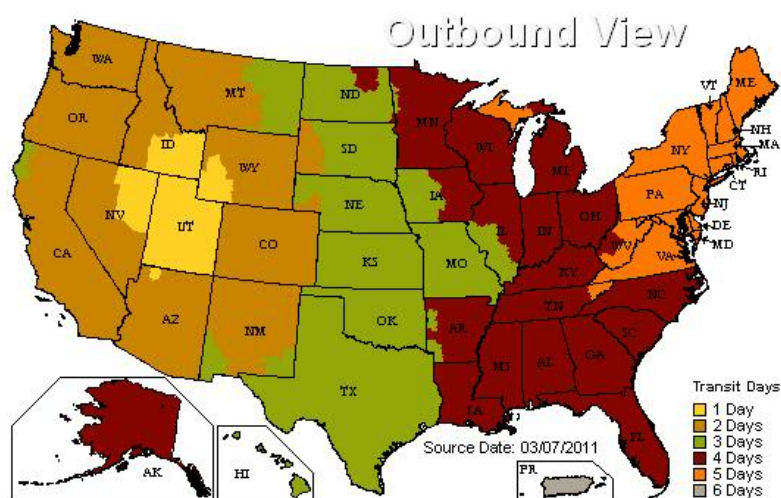 Outbound View
WA
MT
ND
MN
VT
ME
OR
ID
WY
SD
WI
MI
NY
NH
MA
RI
CT
NV
UT
NE
IA
IL
IN
OH
PA
NJ
DE
MD
CA
CO
KS
MO
KY
WV
VA
AZ
NM
OK
AR
TN
NC
SC
TX
LA
MS
AL
GA
FL
AK
HI
PR
Source Date: 03/07/2011
Transit Days
1 Day
2 Days
3 Days
4 Days
5 Days
6 Days